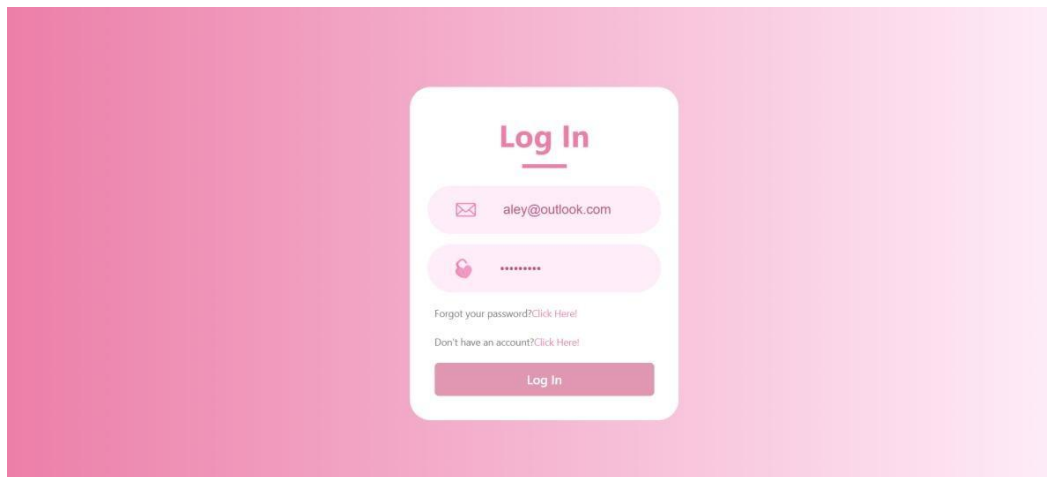 Log In
aley@outlook.com
•••••••••
Forgot your password?Click Here!
Don't have an account?Click Here!
Log In